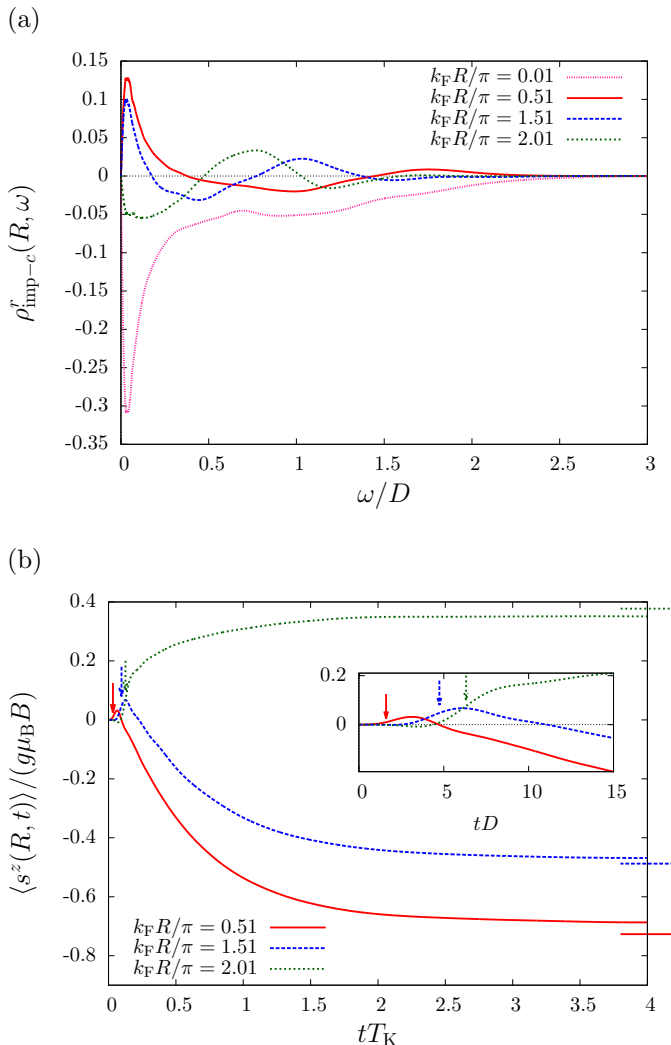 (a)
0.15
0.1
0.05
0
-0.05
-0.1
-0.15
-0.2
-0.25
-0.3
-0.35
ρ^r_{imp−c}(R, ω)
k_F R/π = 0.01
k_F R/π = 0.51
k_F R/π = 1.51
k_F R/π = 2.01
0 0.5 1 1.5 2 2.5 3
ω/D
(b)
0.4
0.2
0
-0.2
-0.4
-0.6
-0.8
⟨s^z(R, t)⟩/(gμ_B B)
0.2
0
0 5 10 15
tD
k_F R/π = 0.51
k_F R/π = 1.51
k_F R/π = 2.01
0 0.5 1 1.5 2 2.5 3 3.5 4
tT_K